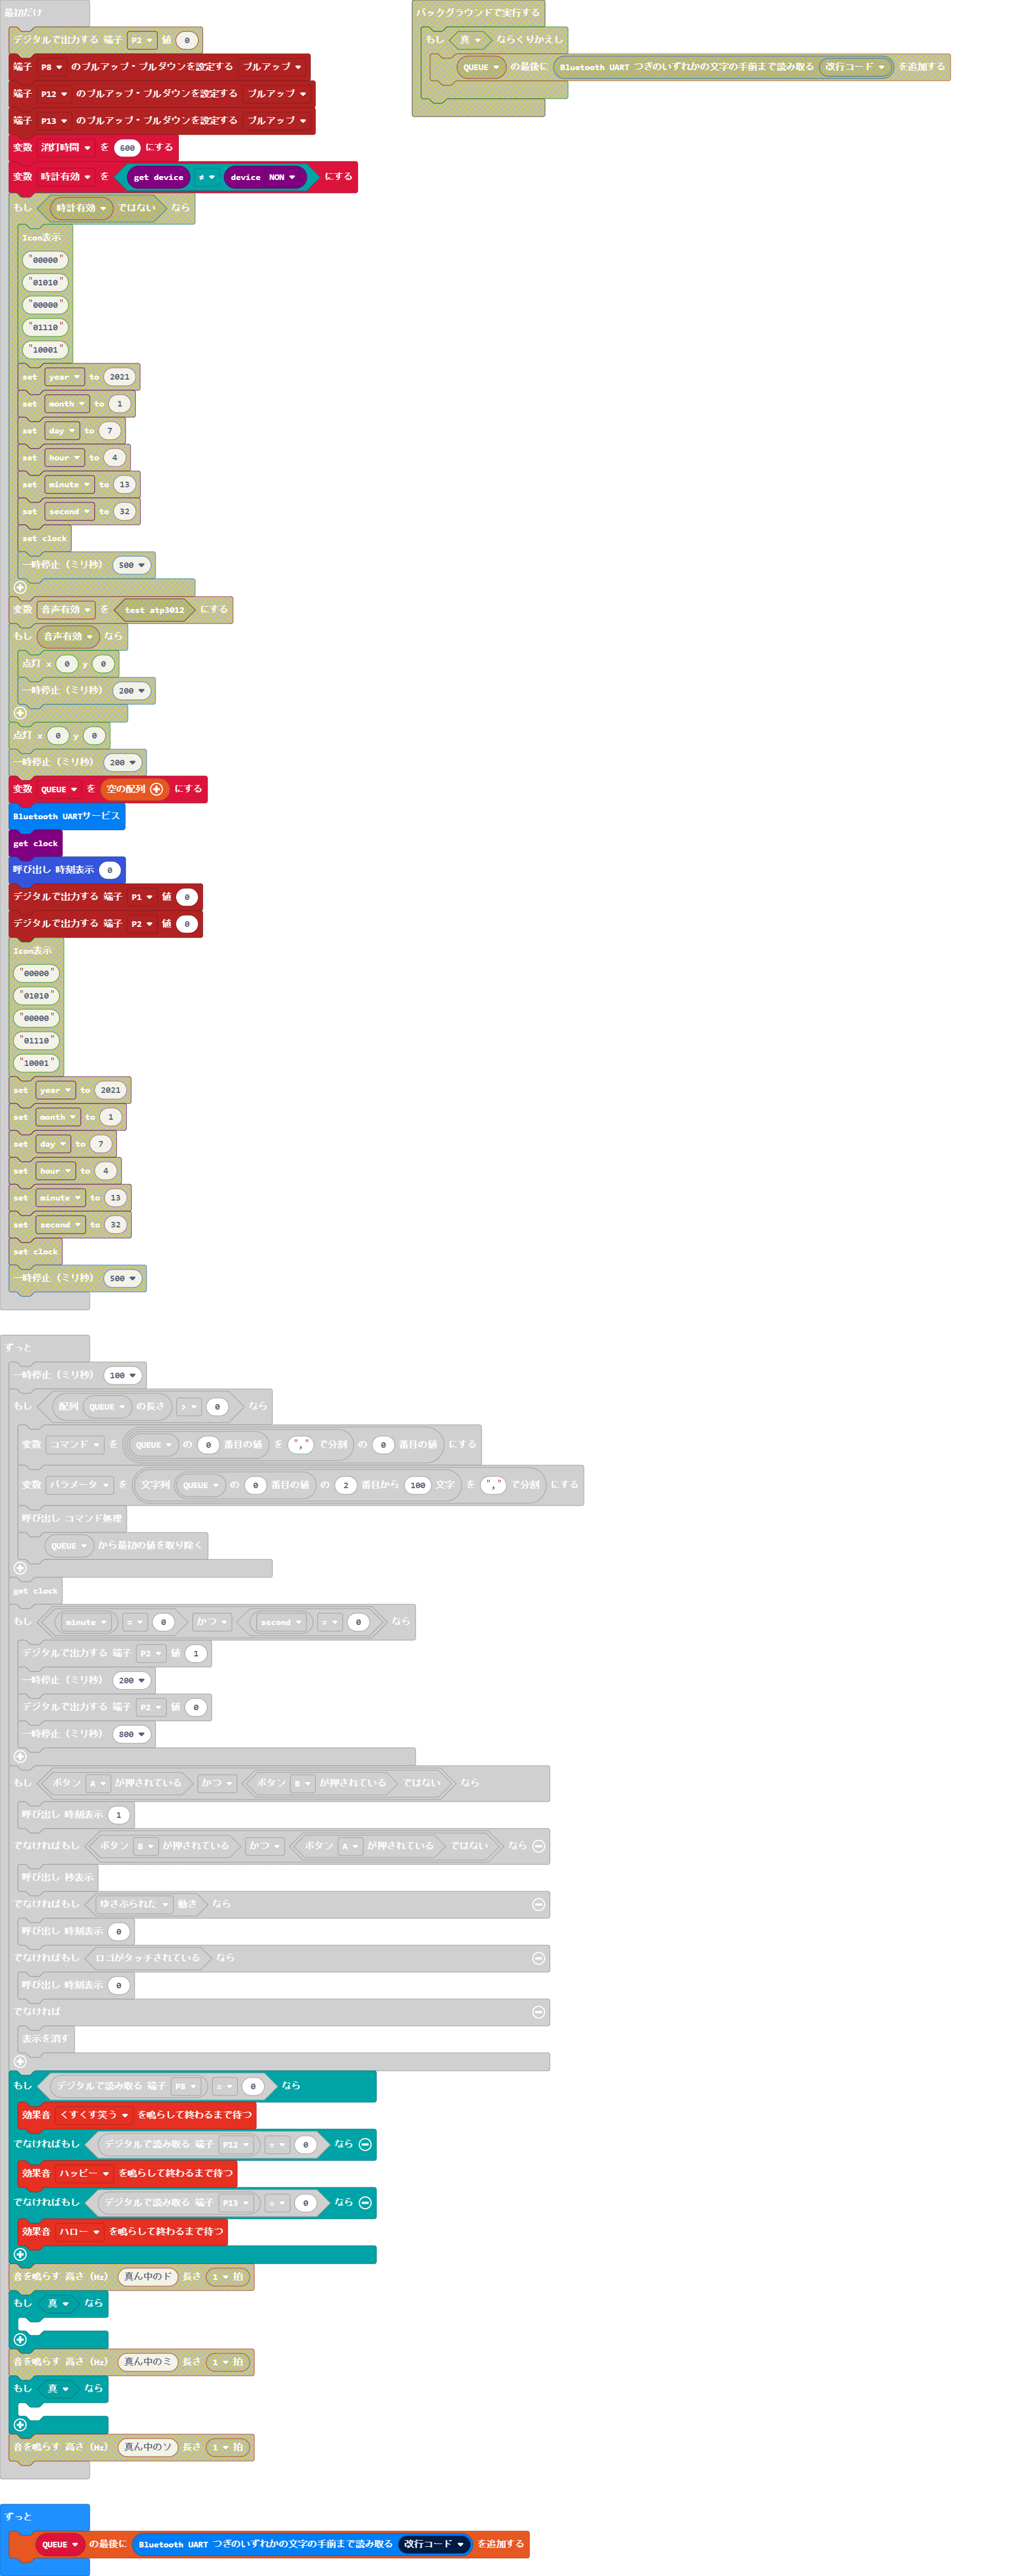 最初だけ
デジタルで出力する 端子 P2 値 0
端子 P8 のプルアップ・プルダウンを設定する プルアップ
端子 P12 のプルアップ・プルダウンを設定する プルアップ
端子 P13 のプルアップ・プルダウンを設定する プルアップ
変数 消灯時間 を 600 にする
変数 時計有効 を get device ≠ device NON にする
もし 時計有効 ではない なら
Icon表示
"00000"
"01010"
"00000"
"01110"
"10001"
set year to 2021
set month to 1
set day to 7
set hour to 4
set minute to 13
set second to 32
set clock
一時停止（ミリ秒） 500
変数 音声有効 を test atp3012 にする
もし 音声有効 なら
点灯 x 0 y 0
一時停止（ミリ秒） 200
点灯 x 0 y 0
一時停止（ミリ秒） 200
変数 QUEUE を 空の配列 にする
Bluetooth UARTサービス
get clock
呼び出し 時刻表示 0
デジタルで出力する 端子 P1 値 0
デジタルで出力する 端子 P2 値 0
Icon表示
"00000"
"01010"
"00000"
"01110"
"10001"
set year to 2021
set month to 1
set day to 7
set hour to 4
set minute to 13
set second to 32
set clock
一時停止（ミリ秒） 500
バックグラウンドで実行する
もし 真 ならくりかえし
QUEUE の最後に Bluetooth UART つぎのいずれかの文字の手前まで読み取る 改行コード を追加する
ずっと
一時停止（ミリ秒） 100
もし 配列 QUEUE の長さ > 0 なら
変数 コマンド を QUEUE の 0 番目の値 を "," で分割 の 0 番目の値 にする
変数 パラメータ を 文字列 QUEUE の 0 番目の値 の 2 番目から 100 文字 を "," で分割 にする
呼び出し コマンド処理
QUEUE から最初の値を取り除く
get clock
もし minute = 0 かつ second = 0 なら
デジタルで出力する 端子 P2 値 1
一時停止（ミリ秒） 200
デジタルで出力する 端子 P2 値 0
一時停止（ミリ秒） 800
もし ボタン A が押されている かつ ボタン B が押されている ではない なら
呼び出し 時刻表示 1
でなければもし ボタン B が押されている かつ ボタン A が押されている ではない なら
呼び出し 秒表示
でなければもし ゆさぶられた 動き なら
呼び出し 時刻表示 0
でなければもし ロゴがタッチされている なら
呼び出し 時刻表示 0
でなければ
表示を消す
もし デジタルで読み取る 端子 P8 = 0 なら
効果音 くすくす笑う を鳴らして終わるまで待つ
でなければもし デジタルで読み取る 端子 P12 = 0 なら
効果音 ハッピー を鳴らして終わるまで待つ
でなければもし デジタルで読み取る 端子 P13 = 0 なら
効果音 ハロー を鳴らして終わるまで待つ
音を鳴らす 高さ（Hz） 真ん中のド 長さ 1 拍
もし 真 なら
音を鳴らす 高さ（Hz） 真ん中のミ 長さ 1 拍
もし 真 なら
音を鳴らす 高さ（Hz） 真ん中のソ 長さ 1 拍
ずっと
QUEUE の最後に Bluetooth UART つぎのいずれかの文字の手前まで読み取る 改行コード を追加する